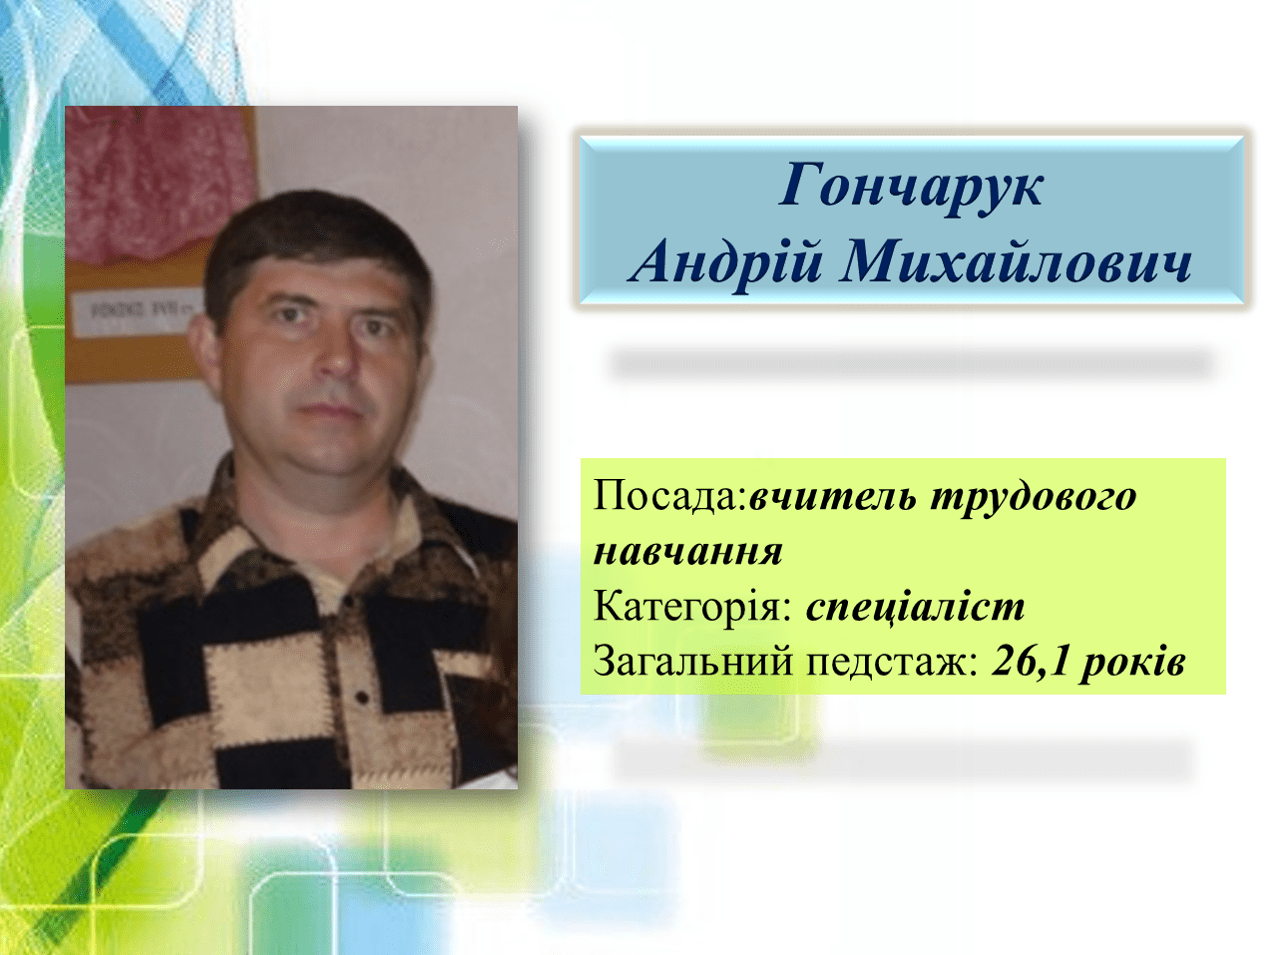 Гончарук
Андрій Михайлович
Посада:вчитель трудового
навчання
Категорія: спеціаліст
Загальний педстаж: 26,1 років